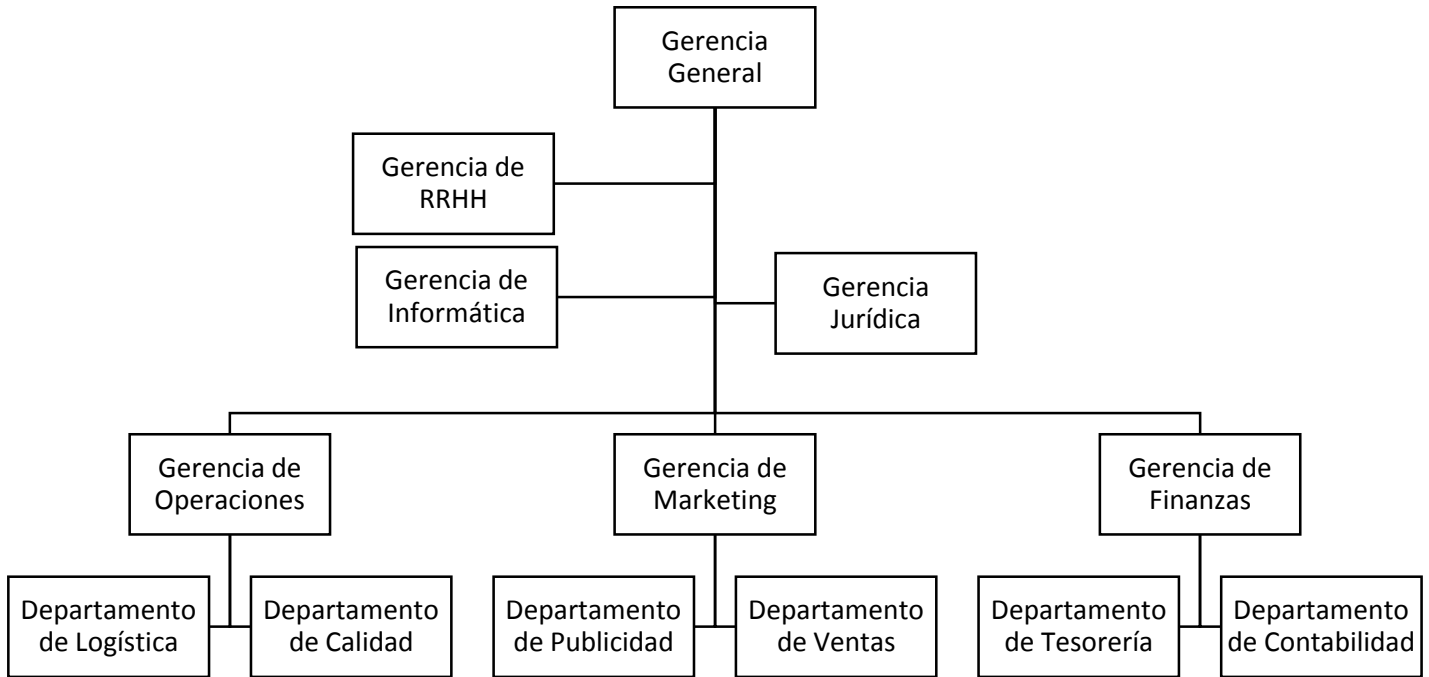 Gerencia
General
Gerencia de
RRHH
Gerencia de
Informática
Gerencia
Jurídica
Gerencia de
Operaciones
Gerencia de
Marketing
Gerencia de
Finanzas
Departamento
de Logística
Departamento
de Calidad
Departamento
de Publicidad
Departamento
de Ventas
Departamento
de Tesorería
Departamento
de Contabilidad